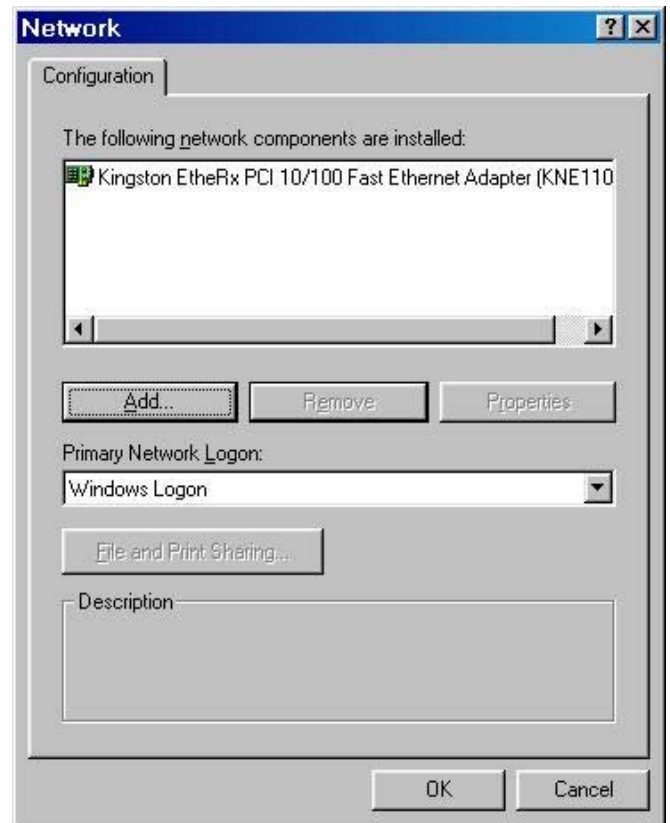 Network
Configuration
The following network components are installed:
Kingston EtheRx PCI 10/100 Fast Ethernet Adapter (KNE110
Add...
Remove
Properties
Primary Network Logon:
Windows Logon
File and Print Sharing...
Description
OK
Cancel